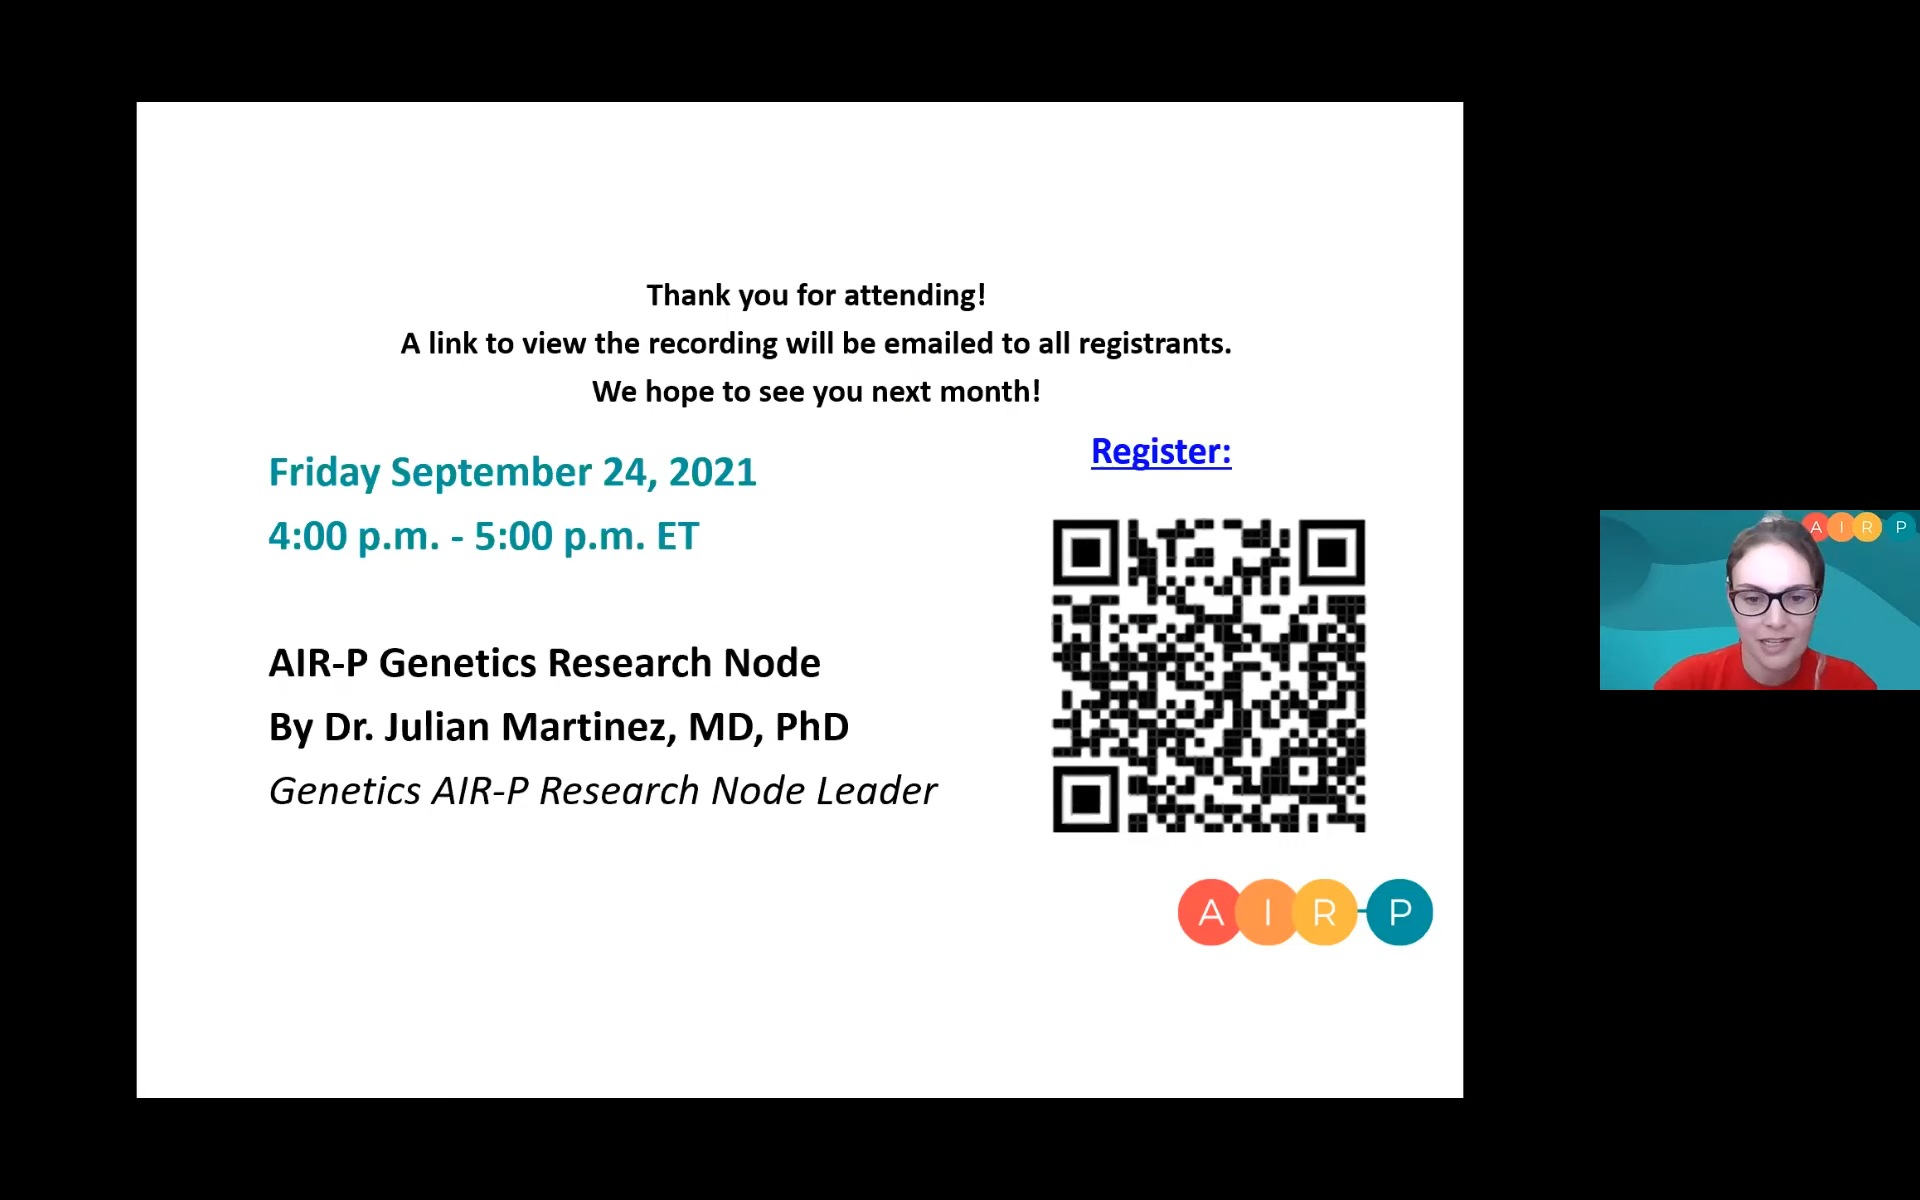 Thank you for attending!
A link to view the recording will be emailed to all registrants.
We hope to see you next month!
Register:
Friday September 24, 2021
4:00 p.m. - 5:00 p.m. ET
AIR-P Genetics Research Node
By Dr. Julian Martinez, MD, PhD
Genetics AIR-P Research Node Leader
A I R - P
A I R P